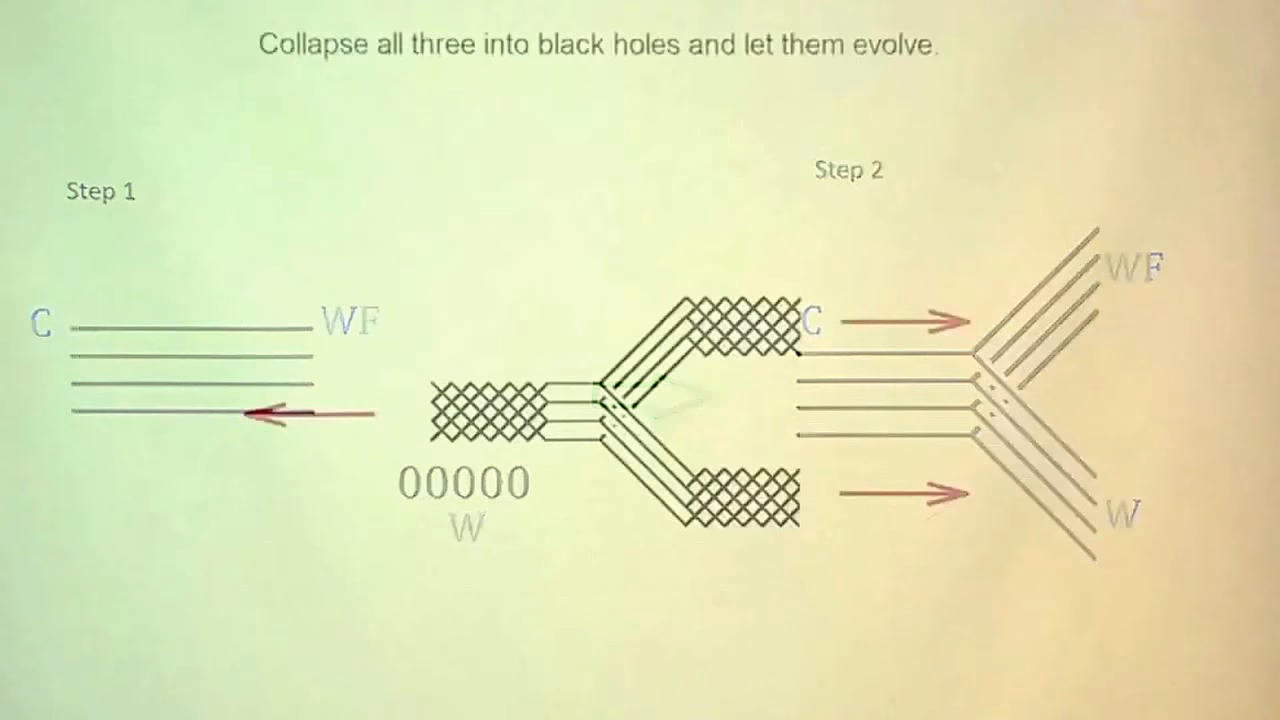 Collapse all three into black holes and let them evolve.
Step 1
Step 2
C
WF
C
WF
00000
W
W